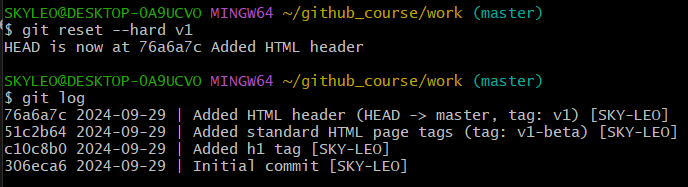 SKYLEO@DESKTOP-OA9UCVO MINGW64 ~/github_course/work (master)
$ git reset --hard v1
HEAD is now at 76a6a7c Added HTML header
SKYLEO@DESKTOP-OA9UCVO MINGW64 ~/github_course/work (master)
$ git log
76a6a7c 2024-09-29 | Added HTML header (HEAD -> master, tag: v1) [SKY-LEO]
51c2b64 2024-09-29 | Added standard HTML page tags (tag: v1-beta) [SKY-LEO]
c10c8b0 2024-09-29 | Added h1 tag [SKY-LEO]
306eca6 2024-09-29 | Initial commit [SKY-LEO]